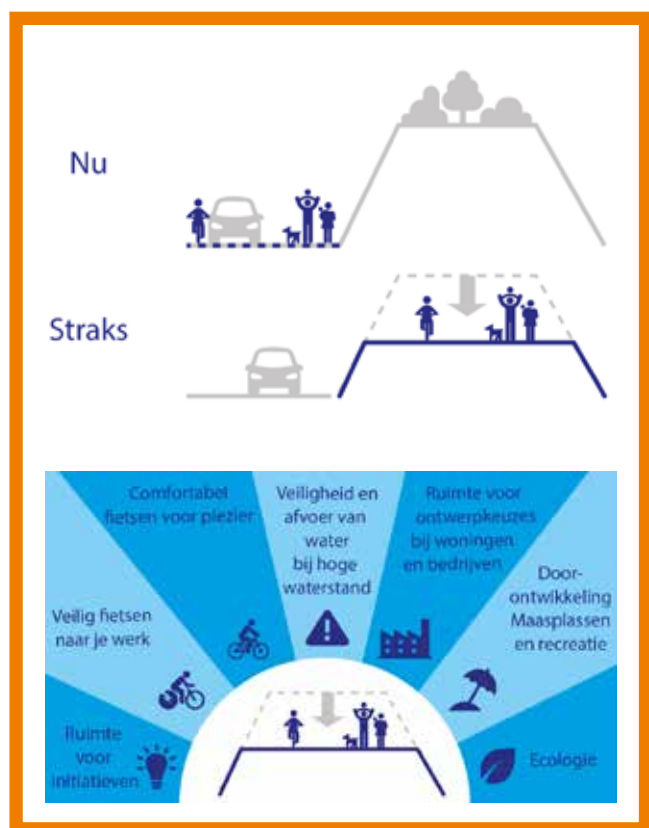 Nu
Straks
Ruimte
voor
initiatieven
Veilig fietsen
naar je werk
Comfortabel
fietsen voor plezier
Veiligheid en
afvoer van
water
bij hoge
waterstand
Ruimte voor
ontwerpkeuzes
bij woningen
en bedrijven
Door-
ontwikkeling
Maasplassen
en recreatie
Ecologie